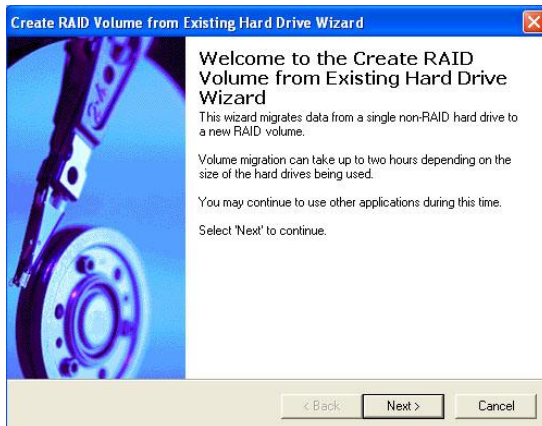 Create RAID Volume from Existing Hard Drive Wizard
Welcome to the Create RAID
Volume from Existing Hard Drive
Wizard
This wizard migrates data from a single non-RAID hard drive to
a new RAID volume.
Volume migration can take up to two hours depending on the
size of the hard drives being used.
You may continue to use other applications during this time.
Select 'Next' to continue.
< Back
Next >
Cancel